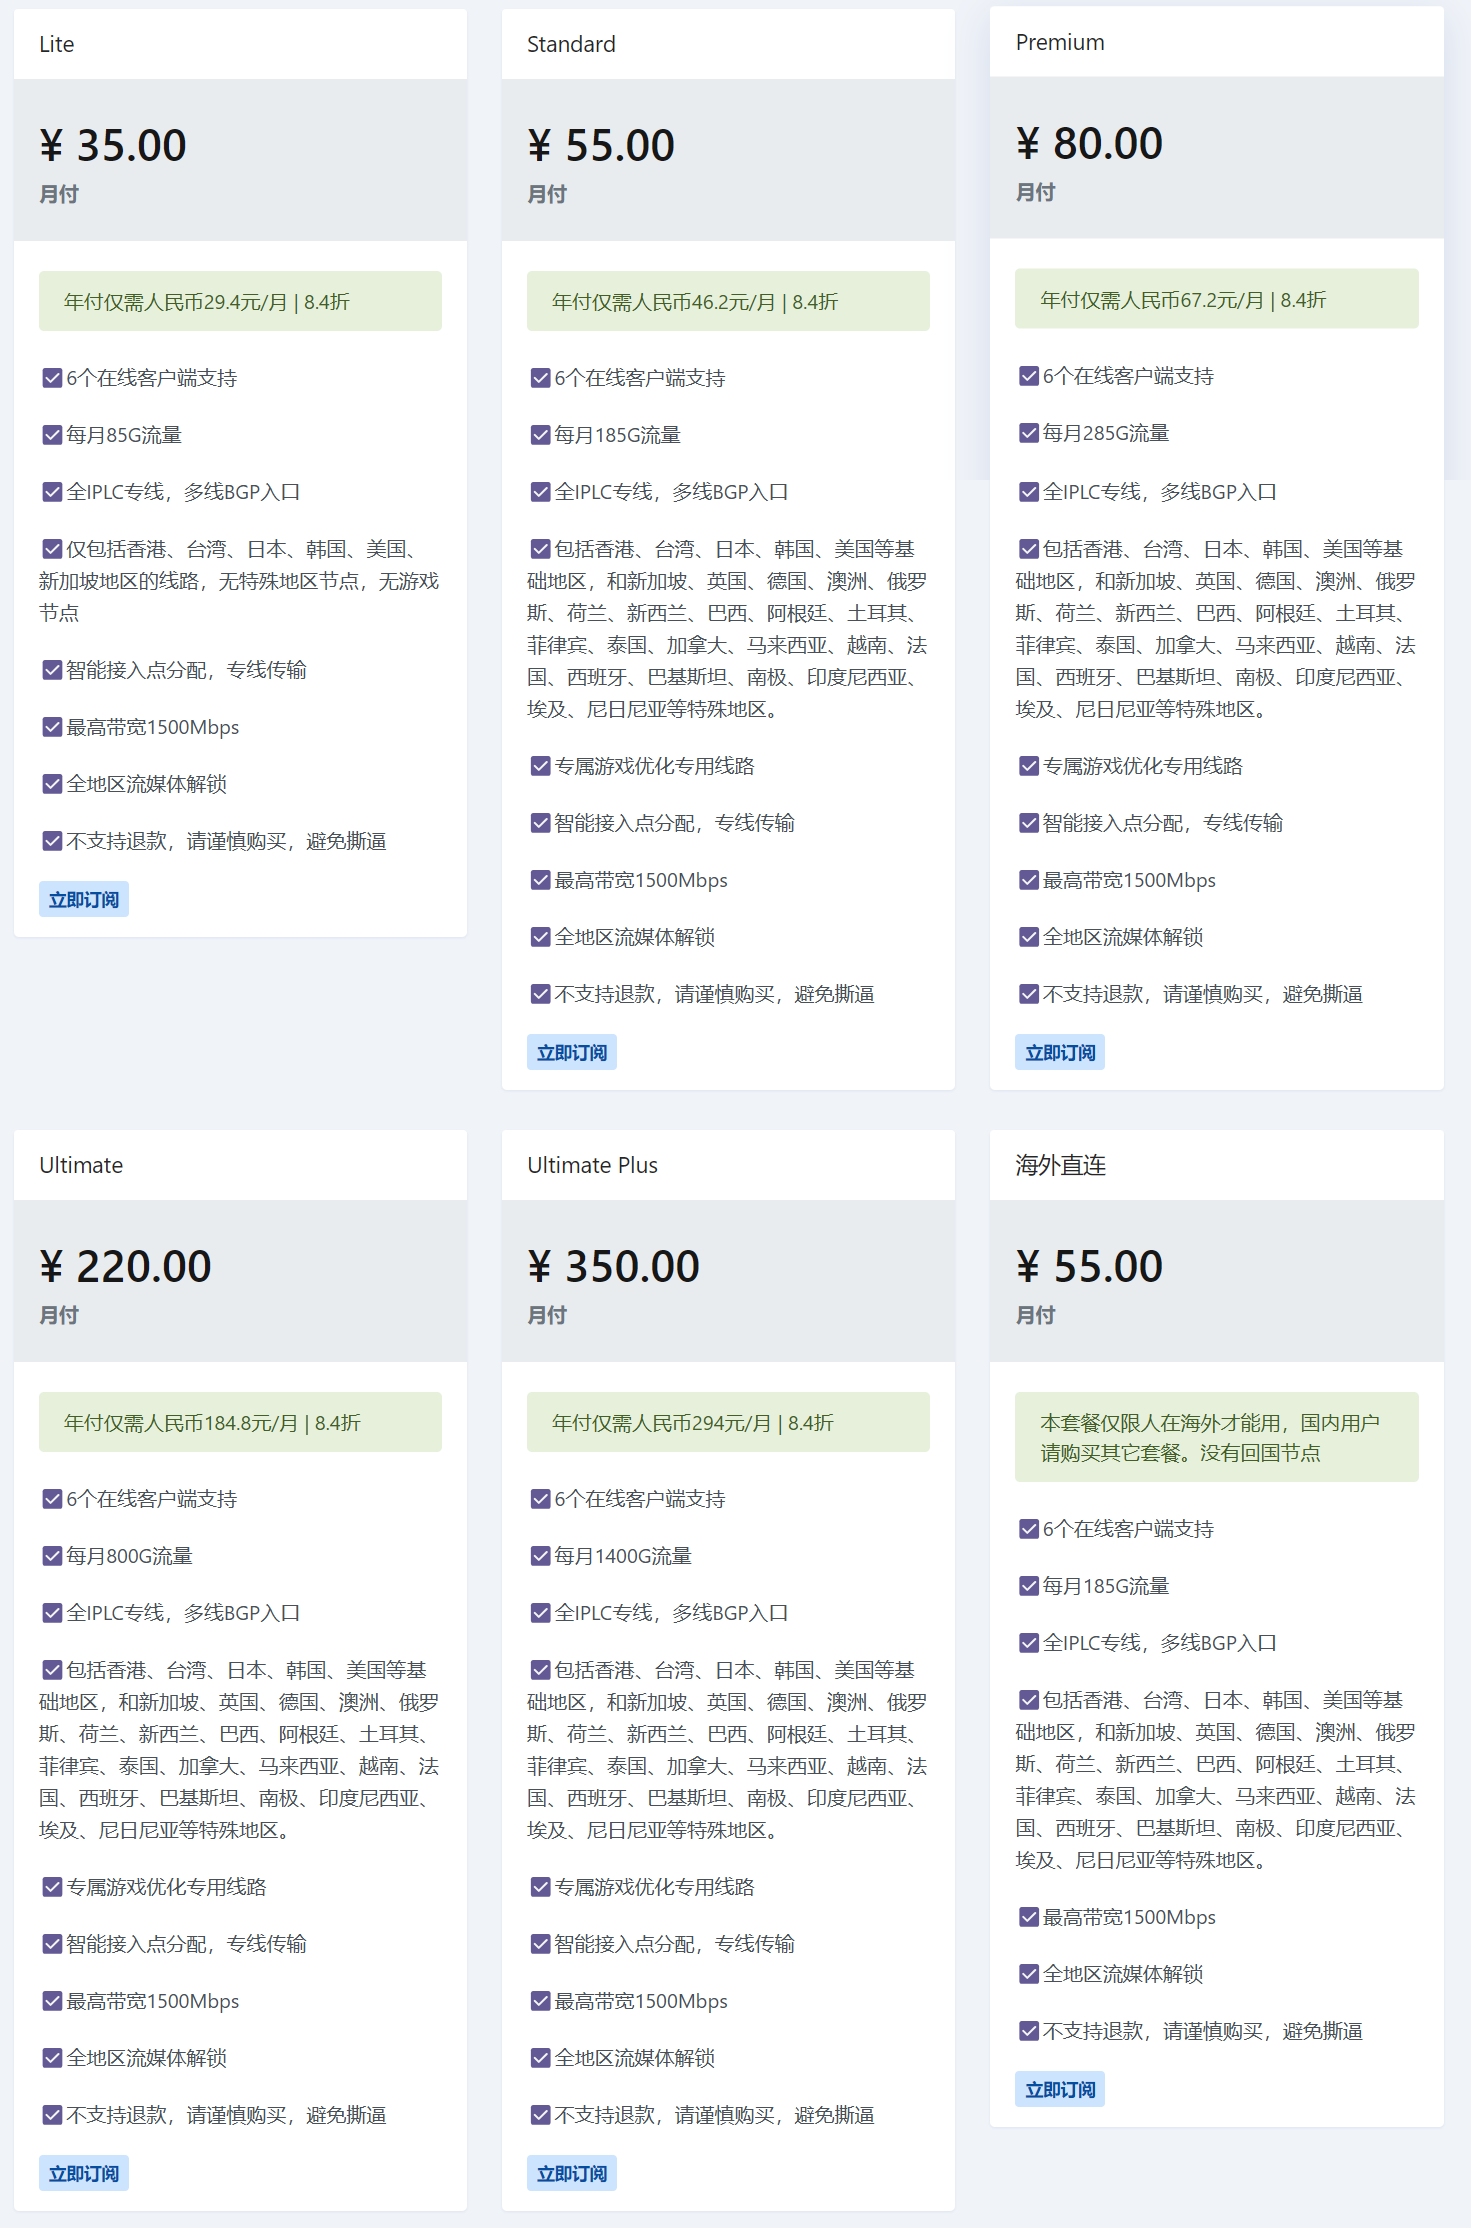 Lite
¥ 35.00
月付
年付仅需人民币29.4元/月 | 8.4折
6个在线客户端支持
每月85G流量
全IPLC专线，多线BGP入口
仅包括香港、台湾、日本、韩国、美国、
新加坡地区的线路，无特殊地区节点，无游戏
节点
智能接入点分配，专线传输
最高带宽1500Mbps
全地区流媒体解锁
不支持退款，请谨慎购买，避免撕逼
立即订阅
Standard
¥ 55.00
月付
年付仅需人民币46.2元/月 | 8.4折
6个在线客户端支持
每月185G流量
全IPLC专线，多线BGP入口
包括香港、台湾、日本、韩国、美国等基
础地区，和新加坡、英国、德国、澳洲、俄罗
斯、荷兰、新西兰、巴西、阿根廷、土耳其、
菲律宾、泰国、加拿大、马来西亚、越南、法
国、西班牙、巴基斯坦、南极、印度尼西亚、
埃及、尼日尼亚等特殊地区。
专属游戏优化专用线路
智能接入点分配，专线传输
最高带宽1500Mbps
全地区流媒体解锁
不支持退款，请谨慎购买，避免撕逼
立即订阅
Premium
¥ 80.00
月付
年付仅需人民币67.2元/月 | 8.4折
6个在线客户端支持
每月285G流量
全IPLC专线，多线BGP入口
包括香港、台湾、日本、韩国、美国等基
础地区，和新加坡、英国、德国、澳洲、俄罗
斯、荷兰、新西兰、巴西、阿根廷、土耳其、
菲律宾、泰国、加拿大、马来西亚、越南、法
国、西班牙、巴基斯坦、南极、印度尼西亚、
埃及、尼日尼亚等特殊地区。
专属游戏优化专用线路
智能接入点分配，专线传输
最高带宽1500Mbps
全地区流媒体解锁
不支持退款，请谨慎购买，避免撕逼
立即订阅
Ultimate
¥ 220.00
月付
年付仅需人民币184.8元/月 | 8.4折
6个在线客户端支持
每月800G流量
全IPLC专线，多线BGP入口
包括香港、台湾、日本、韩国、美国等基
础地区，和新加坡、英国、德国、澳洲、俄罗
斯、荷兰、新西兰、巴西、阿根廷、土耳其、
菲律宾、泰国、加拿大、马来西亚、越南、法
国、西班牙、巴基斯坦、南极、印度尼西亚、
埃及、尼日尼亚等特殊地区。
专属游戏优化专用线路
智能接入点分配，专线传输
最高带宽1500Mbps
全地区流媒体解锁
不支持退款，请谨慎购买，避免撕逼
立即订阅
Ultimate Plus
¥ 350.00
月付
年付仅需人民币294元/月 | 8.4折
6个在线客户端支持
每月1400G流量
全IPLC专线，多线BGP入口
包括香港、台湾、日本、韩国、美国等基
础地区，和新加坡、英国、德国、澳洲、俄罗
斯、荷兰、新西兰、巴西、阿根廷、土耳其、
菲律宾、泰国、加拿大、马来西亚、越南、法
国、西班牙、巴基斯坦、南极、印度尼西亚、
埃及、尼日尼亚等特殊地区。
专属游戏优化专用线路
智能接入点分配，专线传输
最高带宽1500Mbps
全地区流媒体解锁
不支持退款，请谨慎购买，避免撕逼
立即订阅
海外直连
¥ 55.00
月付
本套餐仅限人在海外才能用，国内用户
请购买其它套餐。没有回国节点
6个在线客户端支持
每月185G流量
全IPLC专线，多线BGP入口
包括香港、台湾、日本、韩国、美国等基
础地区，和新加坡、英国、德国、澳洲、俄罗
斯、荷兰、新西兰、巴西、阿根廷、土耳其、
菲律宾、泰国、加拿大、马来西亚、越南、法
国、西班牙、巴基斯坦、南极、印度尼西亚、
埃及、尼日尼亚等特殊地区。
最高带宽1500Mbps
全地区流媒体解锁
不支持退款，请谨慎购买，避免撕逼
立即订阅